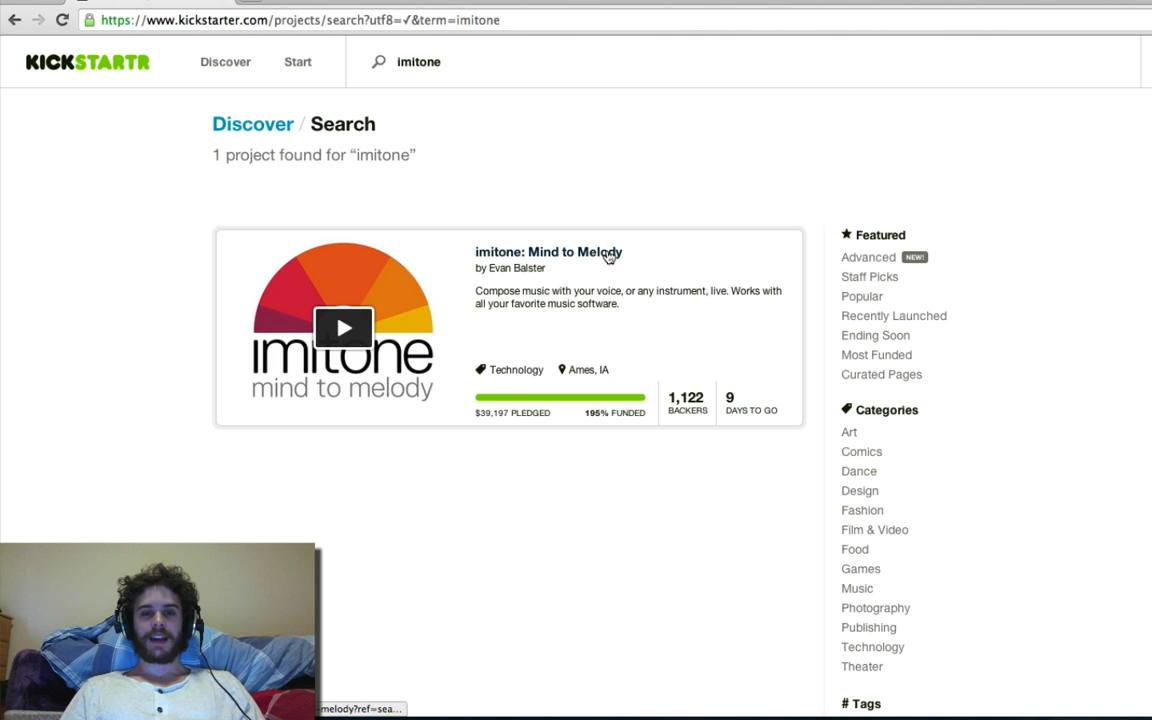 https://www.kickstarter.com/projects/search?utf8=✓&term=imitone
KICKSTARTR
Discover
Start
imitone
Discover / Search
1 project found for “imitone”
imitone
mind to melody
imitone: Mind to Melody
by Evan Balster
Compose music with your voice, or any instrument, live. Works with
all your favorite music software.
Technology
Ames, IA
$39,197 PLEDGED
195% FUNDED
1,122
BACKERS
9
DAYS TO GO
Featured
Advanced NEW!
Staff Picks
Popular
Recently Launched
Ending Soon
Most Funded
Curated Pages
Categories
Art
Comics
Dance
Design
Fashion
Film & Video
Food
Games
Music
Photography
Publishing
Technology
Theater
# Tags
=melody?ref=sea...